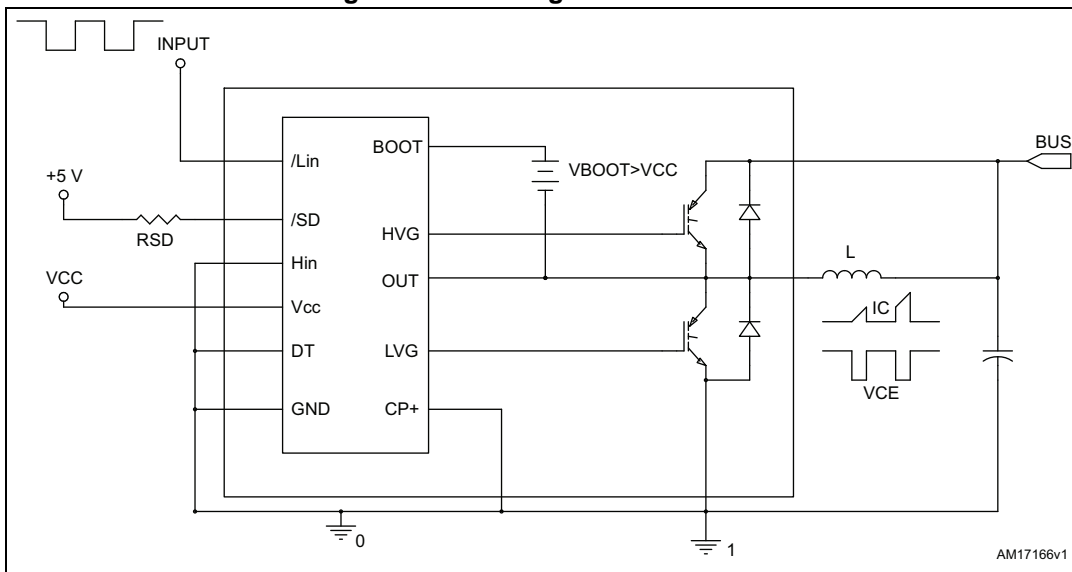 INPUT
BUS
+5 V
VCC
RSD
/Lin
/SD
Hin
Vcc
DT
GND
BOOT
HVG
OUT
LVG
CP+
VBOOT>VCC
L
IC
VCE
0
1
AM17166v1